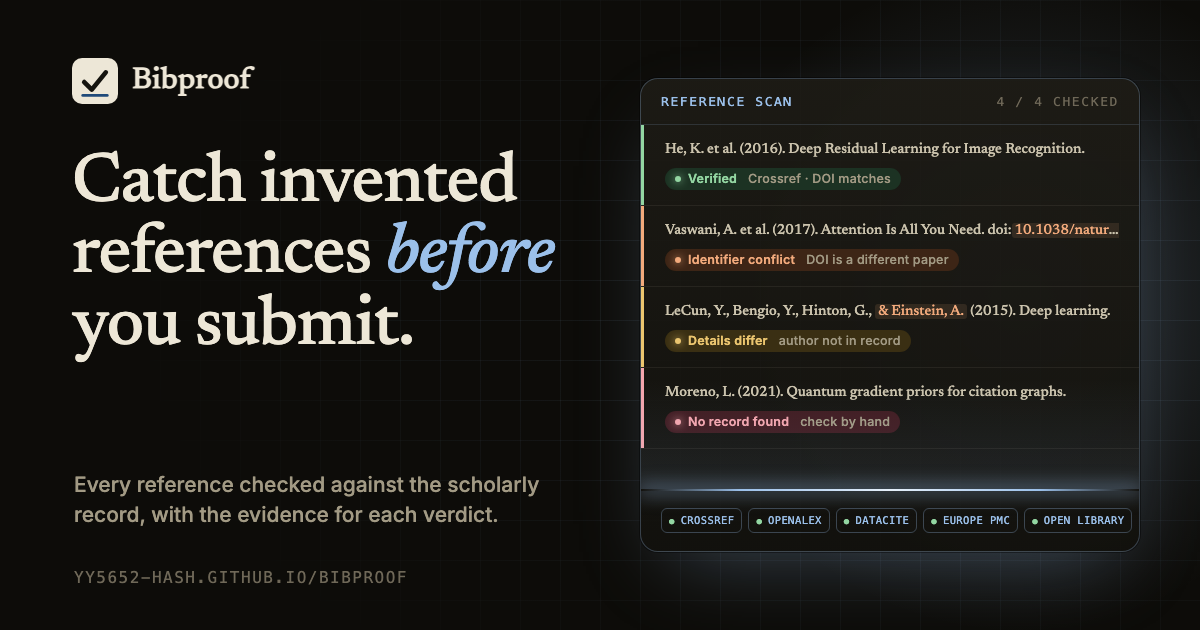 Bibproof
Catch invented
references before
you submit.
Every reference checked against the scholarly
record, with the evidence for each verdict.
YY5652-HASH.GITHUB.IO/BIBPROOF
REFERENCE SCAN
4 / 4 CHECKED
He, K. et al. (2016). Deep Residual Learning for Image Recognition.
Verified Crossref · DOI matches
Vaswani, A. et al. (2017). Attention Is All You Need. doi: 10.1038/natur...
Identifier conflict DOI is a different paper
LeCun, Y., Bengio, Y., Hinton, G., & Einstein, A. (2015). Deep learning.
Details differ author not in record
Moreno, L. (2021). Quantum gradient priors for citation graphs.
No record found check by hand
CROSSREF
OPENALEX
DATACITE
EUROPE PMC
OPEN LIBRARY